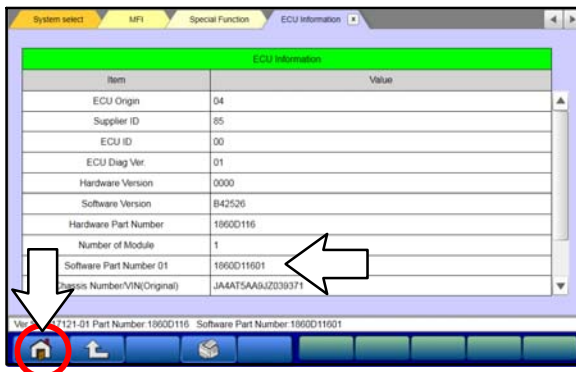 System select MFI Special Function ECU Information
ECU Information
Item Value
ECU Origin 04
Supplier ID 85
ECU ID 00
ECU Diag Ver. 01
Hardware Version 0000
Software Version B42526
Hardware Part Number 1860D116
Number of Module 1
Software Part Number 01 1860D11601
Chassis Number/VIN(Original) JA4AT5AA9JZ039371
7121-01 Part Number:1860D116 Software Part Number:1860D11601